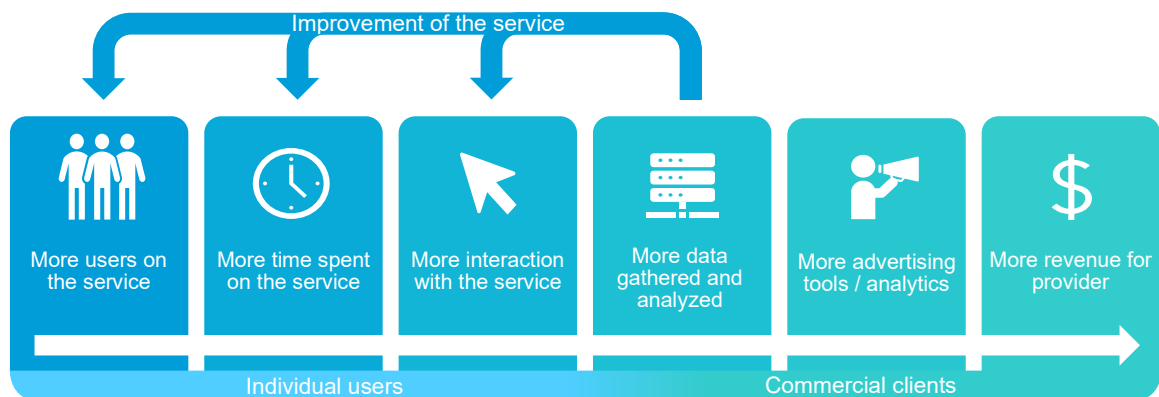 Improvement of the service
More users on
the service
More time spent
on the service
More interaction
with the service
More data
gathered and
analyzed
More advertising
tools / analytics
More revenue for
provider
$
Individual users
Commercial clients